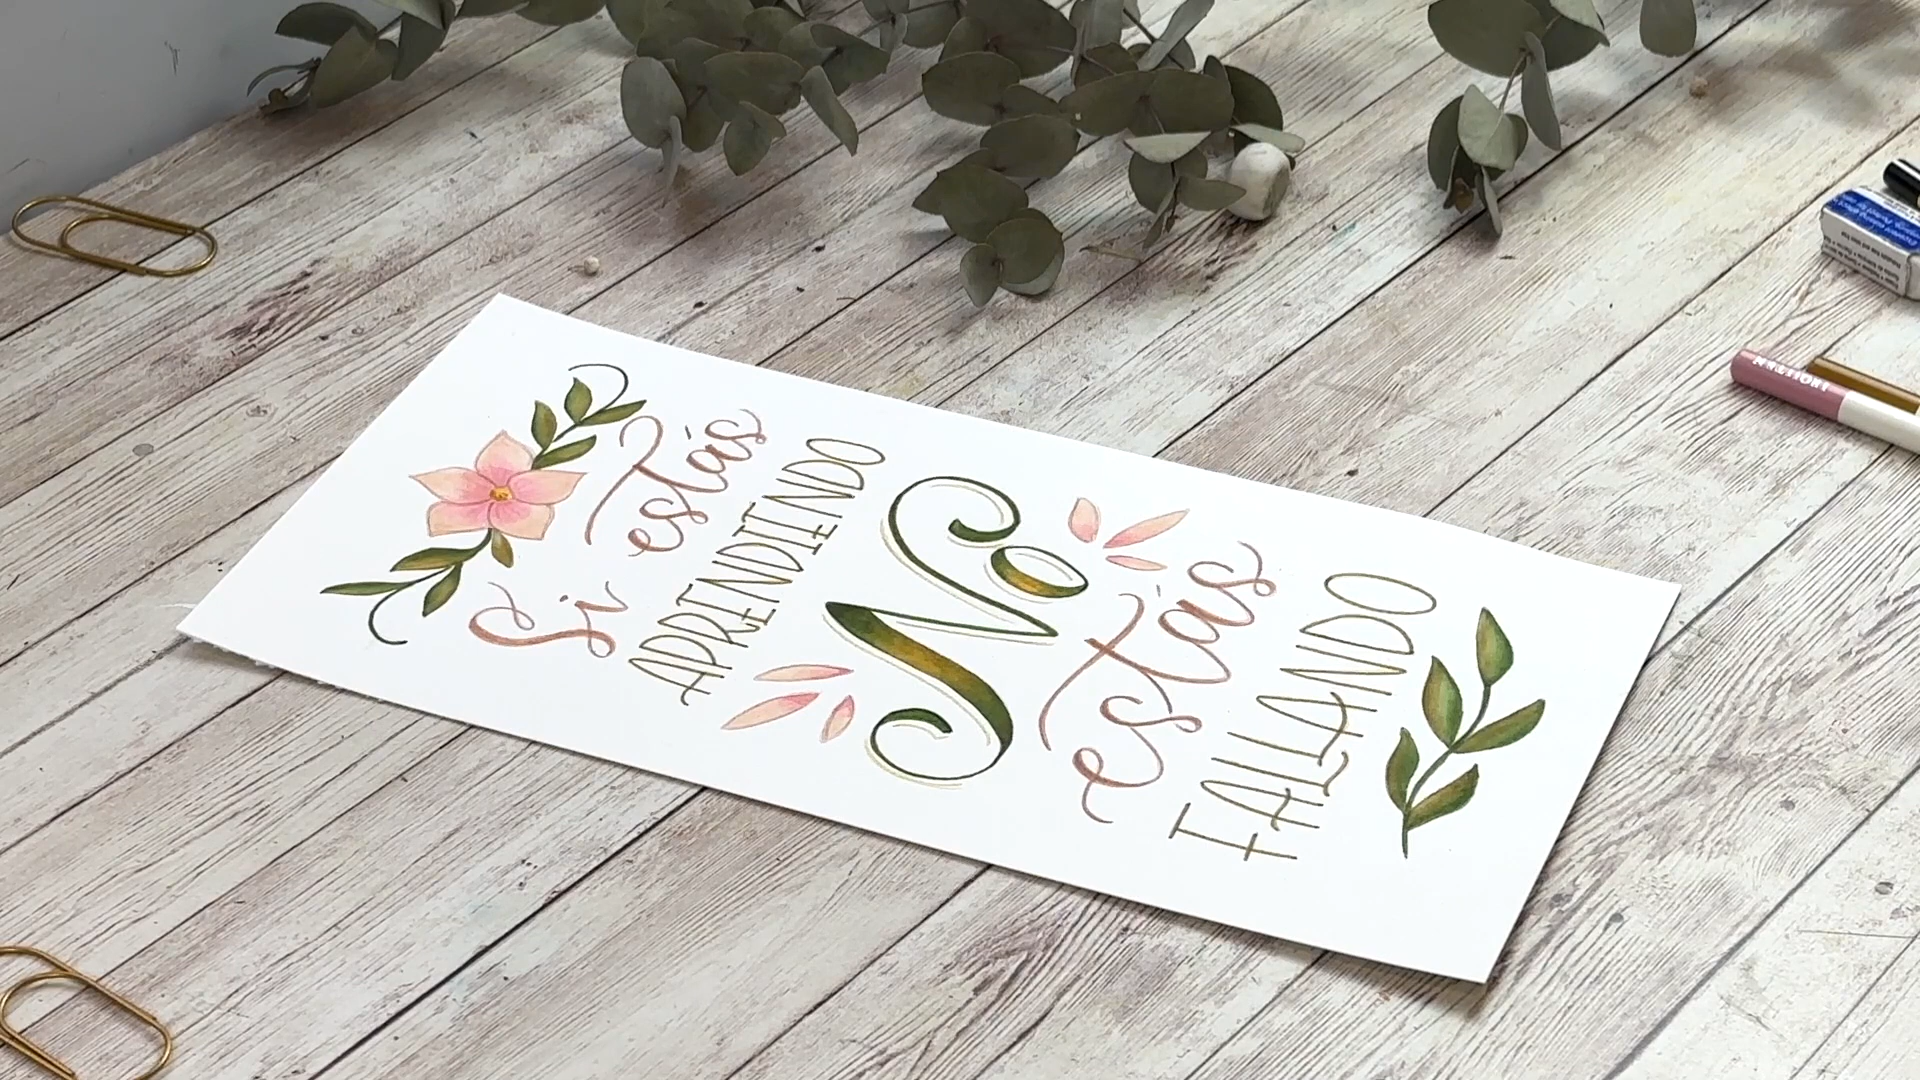 Si estás
APRENDIENDO
No
estás
FALLANDO